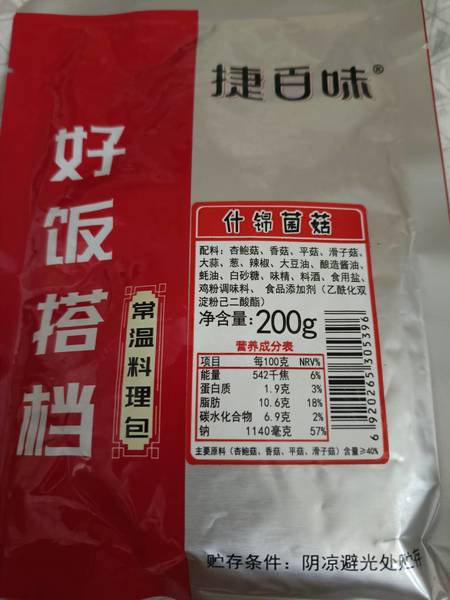 捷百味®
好饭搭档
常温料理包
什锦菌菇
配料：杏鲍菇、香菇、平菇、滑子菇、
大蒜、葱、辣椒、大豆油、酿造酱油、
蚝油、白砂糖、味精、料酒、食用盐、
鸡粉调味料、食品添加剂（乙酰化双
淀粉己二酸酯）
净含量：200g
营养成分表
项目 每100克 NRV%
能量 542千焦 6%
蛋白质 1.9克 3%
脂肪 10.6克 18%
碳水化合物 6.9克 2%
钠 1140毫克 57%
主要原料（杏鲍菇、香菇、平菇、滑子菇）含量≥40%
6920265305396
贮存条件：阴凉避光处贮存